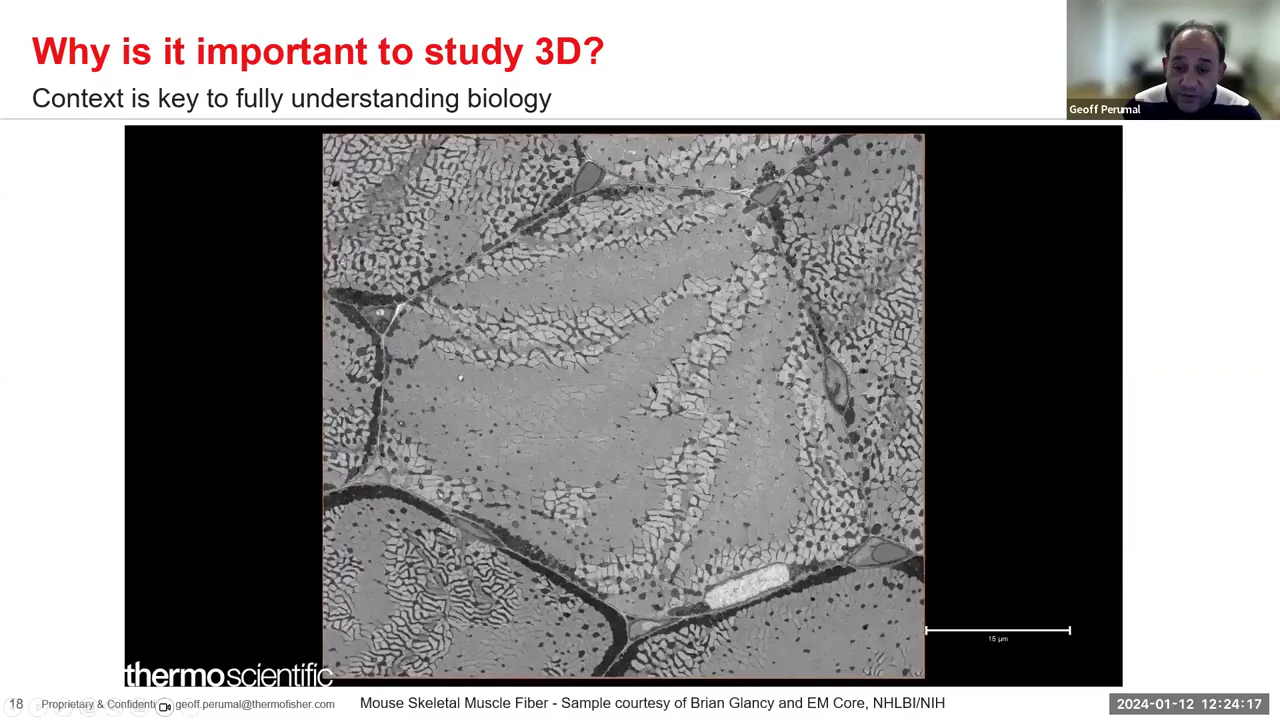 Why is it important to study 3D?
Context is key to fully understanding biology
Geoff Perumal
15 µm
thermoscientific
18 Proprietary & Confidenti geoff.perumal@thermofisher.com
Mouse Skeletal Muscle Fiber - Sample courtesy of Brian Glancy and EM Core, NHLBI/NIH
2024-01-12 12:24:17